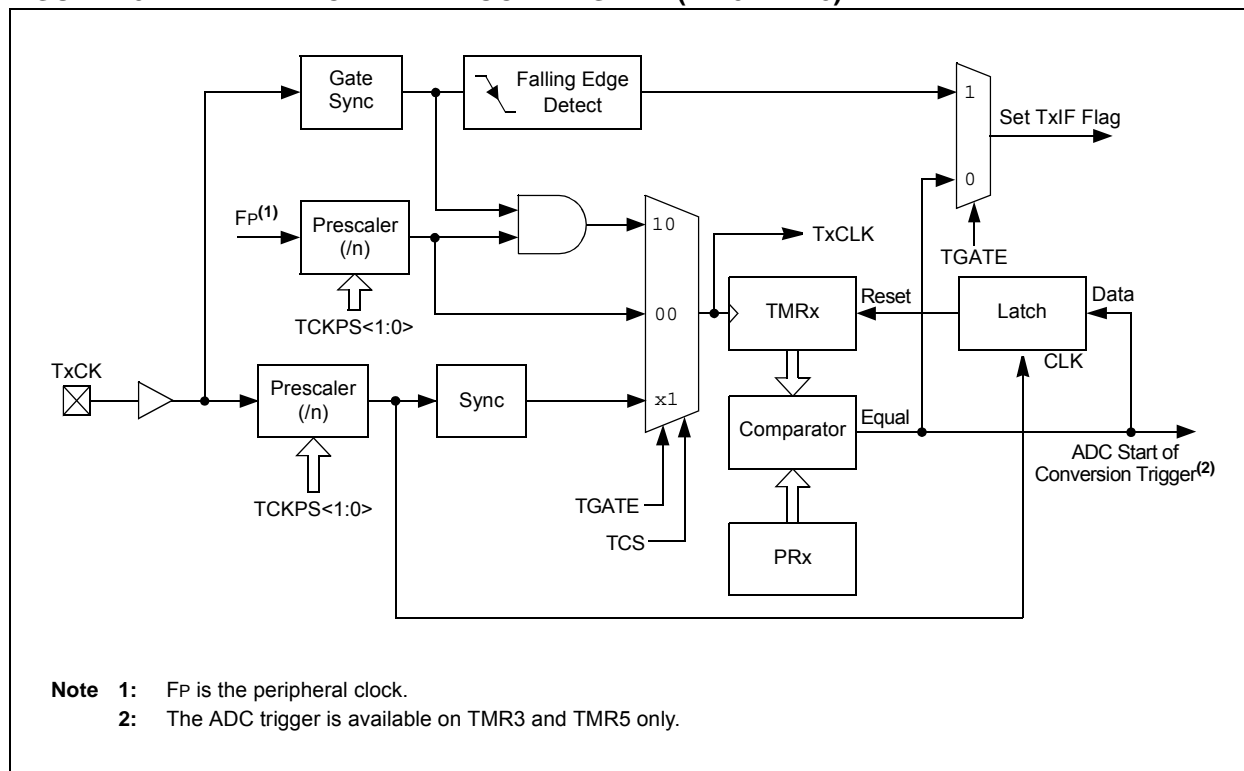 Gate
Sync
Falling Edge
Detect
1
Set TxIF Flag
0
FP(1)
Prescaler
(/n)
10
TxCLK
TGATE
TCKPS<1:0>
00
TMRx
Reset
Latch
Data
CLK
TxCK
Prescaler
(/n)
Sync
x1
Comparator
Equal
ADC Start of
Conversion Trigger(2)
TCKPS<1:0>
TGATE
TCS
PRx
Note 1: FP is the peripheral clock.
2: The ADC trigger is available on TMR3 and TMR5 only.